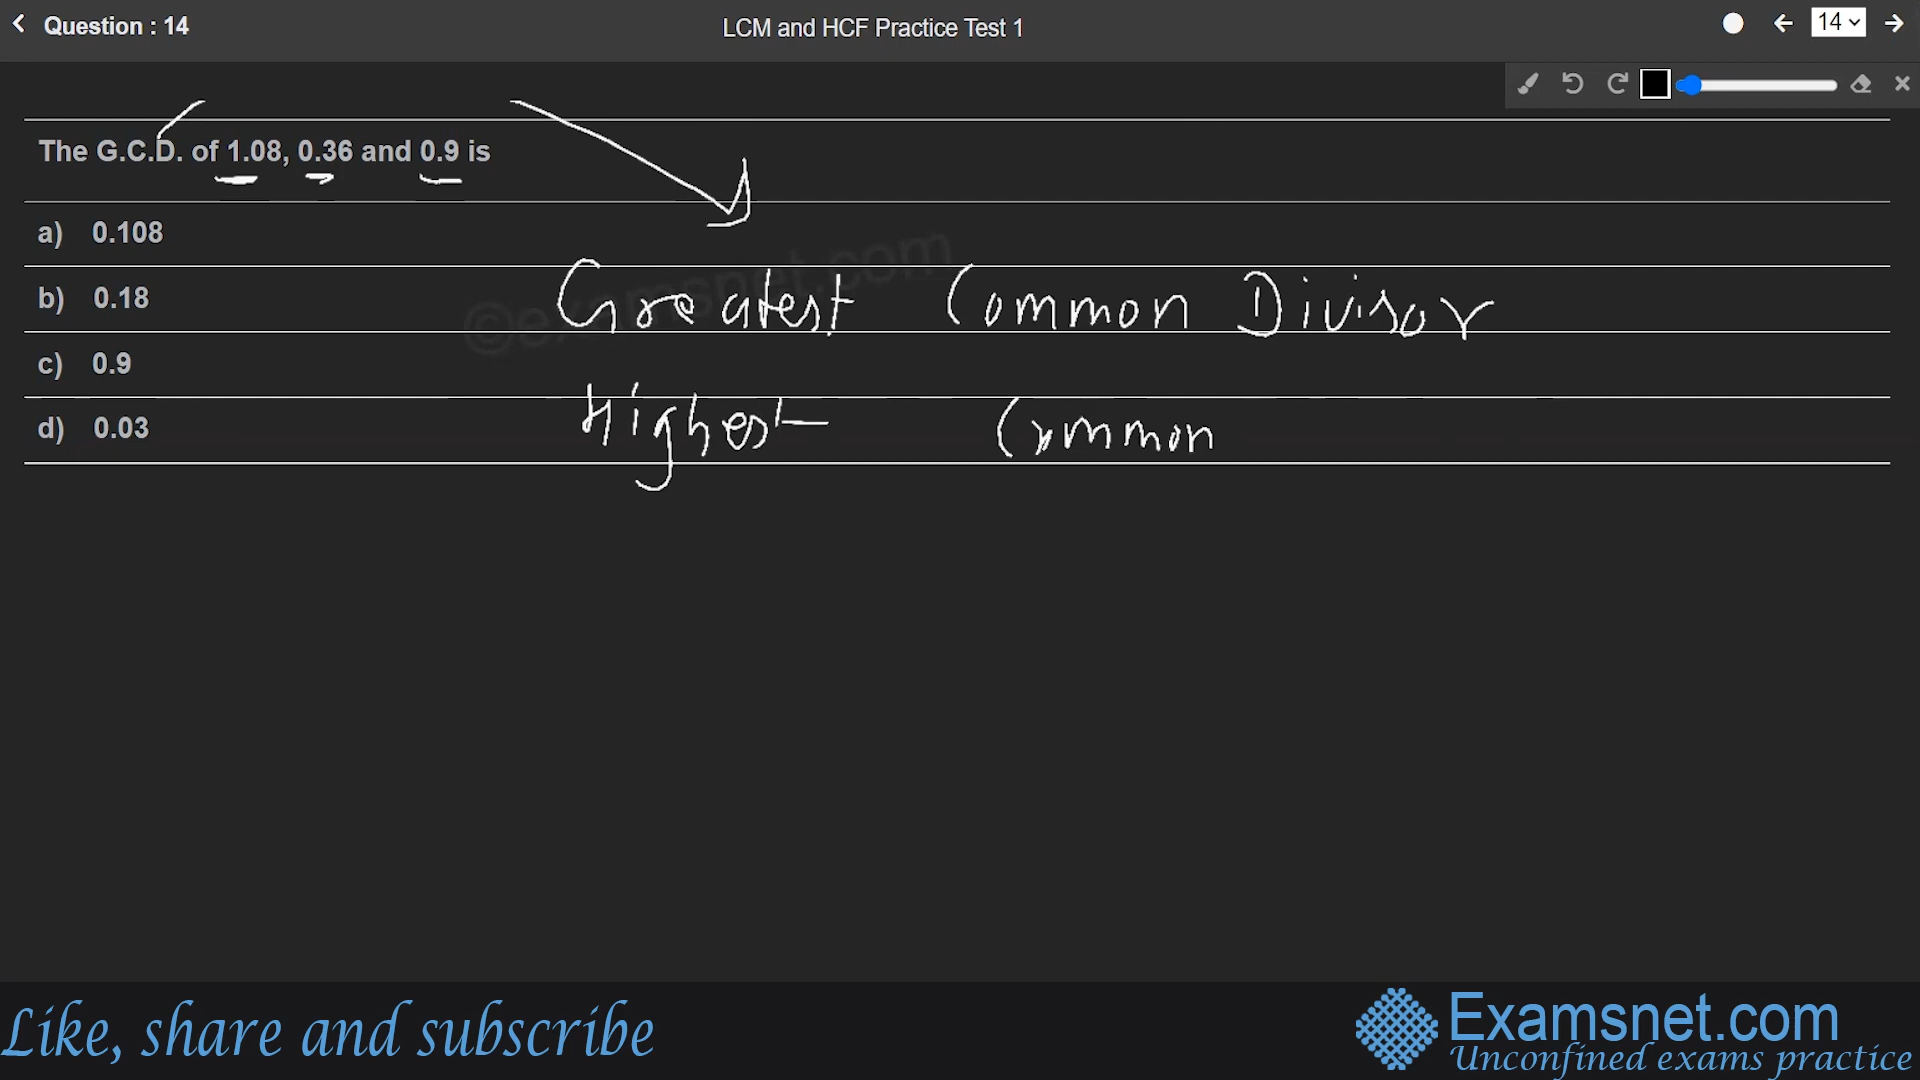 Question : 14
LCM and HCF Practice Test 1
14
The G.C.D. of 1.08, 0.36 and 0.9 is
a) 0.108
b) 0.18
c) 0.9
d) 0.03
©examsnet.com
Greatest Common Divisor
Highest Common
Like, share and subscribe
Examsnet.com
Unconfined exams practice